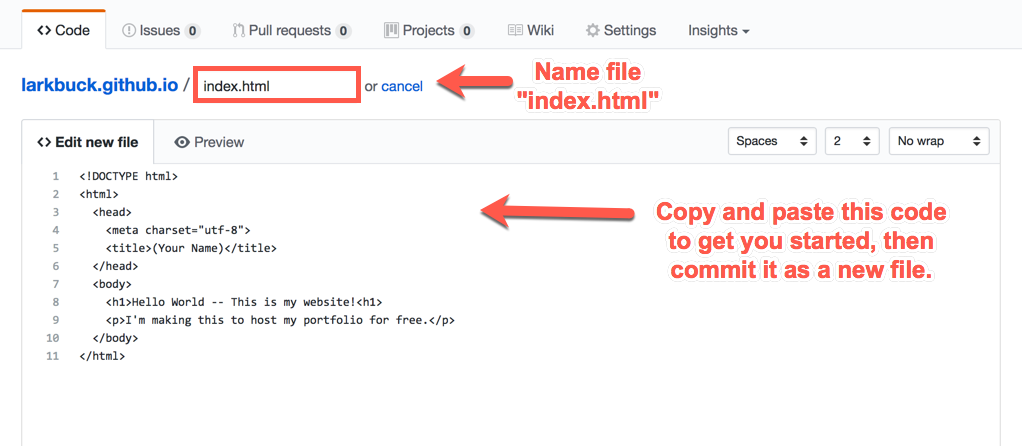 Code Issues 0 Pull requests 0 Projects 0 Wiki Settings Insights
larkbuck.github.io / index.html or cancel
Name file
"index.html"
Edit new file Preview Spaces 2 No wrap
1 <!DOCTYPE html>
2 <html>
3 <head>
4 <meta charset="utf-8">
5 <title>(Your Name)</title>
6 </head>
7 <body>
8 <h1>Hello World -- This is my website!<h1>
9 <p>I'm making this to host my portfolio for free.</p>
10 </body>
11 </html>
Copy and paste this code
to get you started, then
commit it as a new file.